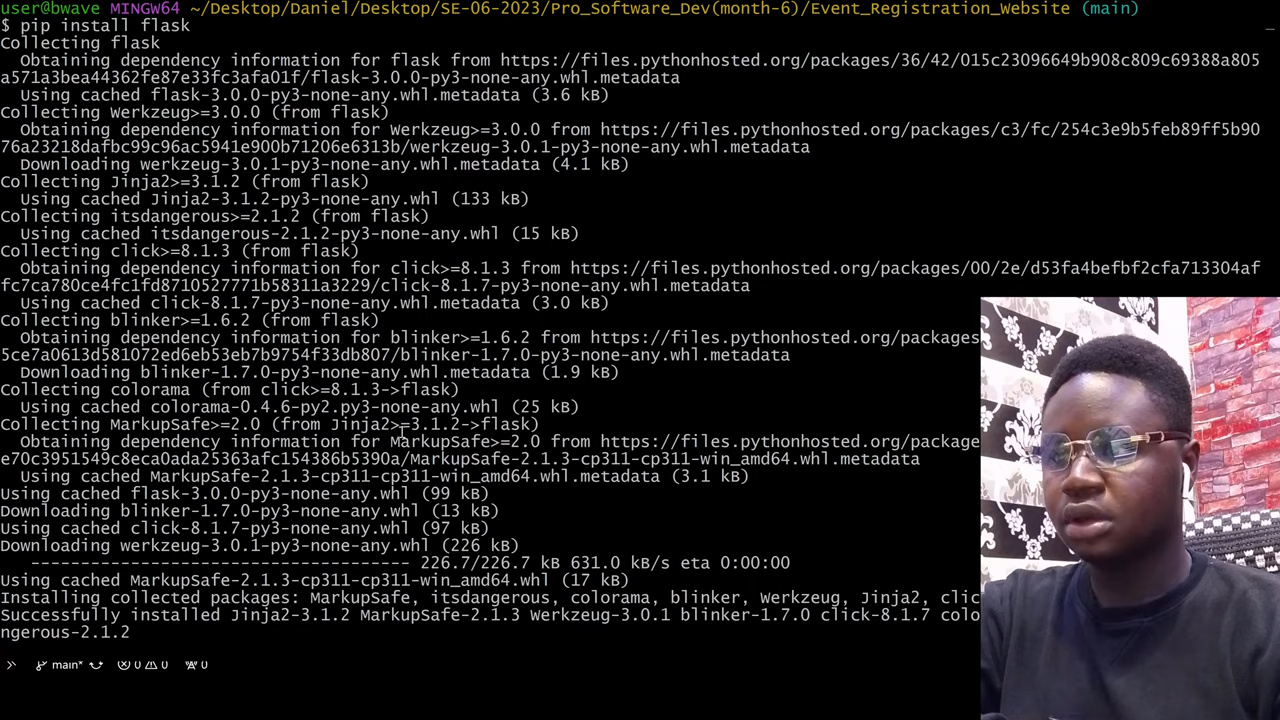 user@bwave MINGW64 ~/Desktop/Daniel/Desktop/SE-06-2023/Pro_Software_Dev(month-6)/Event_Registration_Website (main)
$ pip install flask
Collecting flask
  Obtaining dependency information for flask from https://files.pythonhosted.org/packages/36/42/015c23096649b908c809c69388a805
a571a3bea44362fe87e33fc3afa01f/flask-3.0.0-py3-none-any.whl.metadata
  Using cached flask-3.0.0-py3-none-any.whl.metadata (3.6 kB)
Collecting Werkzeug>=3.0.0 (from flask)
  Obtaining dependency information for Werkzeug>=3.0.0 from https://files.pythonhosted.org/packages/c3/fc/254c3e9b5feb89ff5b90
76a23218dafbc99c96ac5941e900b71206e6313b/werkzeug-3.0.1-py3-none-any.whl.metadata
  Downloading werkzeug-3.0.1-py3-none-any.whl.metadata (4.1 kB)
Collecting Jinja2>=3.1.2 (from flask)
  Using cached Jinja2-3.1.2-py3-none-any.whl (133 kB)
Collecting itsdangerous>=2.1.2 (from flask)
  Using cached itsdangerous-2.1.2-py3-none-any.whl (15 kB)
Collecting click>=8.1.3 (from flask)
  Obtaining dependency information for click>=8.1.3 from https://files.pythonhosted.org/packages/00/2e/d53fa4befbf2cfa713304af
fc7ca780ce4fc1fd8710527771b58311a3229/click-8.1.7-py3-none-any.whl.metadata
  Using cached click-8.1.7-py3-none-any.whl.metadata (3.0 kB)
Collecting blinker>=1.6.2 (from flask)
  Obtaining dependency information for blinker>=1.6.2 from https://files.pythonhosted.org/packages
5ce7a0613d581072ed6eb53eb7b9754f33db807/blinker-1.7.0-py3-none-any.whl.metadata
  Downloading blinker-1.7.0-py3-none-any.whl.metadata (1.9 kB)
Collecting colorama (from click>=8.1.3->flask)
  Using cached colorama-0.4.6-py2.py3-none-any.whl (25 kB)
Collecting MarkupSafe>=2.0 (from Jinja2>=3.1.2->flask)
  Obtaining dependency information for MarkupSafe>=2.0 from https://files.pythonhosted.org/package
e70c3951549c8eca0ada25363afc154386b5390a/MarkupSafe-2.1.3-cp311-cp311-win_amd64.whl.metadata
  Using cached MarkupSafe-2.1.3-cp311-cp311-win_amd64.whl.metadata (3.1 kB)
Using cached flask-3.0.0-py3-none-any.whl (99 kB)
Downloading blinker-1.7.0-py3-none-any.whl (13 kB)
Using cached click-8.1.7-py3-none-any.whl (97 kB)
Downloading werkzeug-3.0.1-py3-none-any.whl (226 kB)
   -------------------------------------- 226.7/226.7 kB 631.0 kB/s eta 0:00:00
Using cached MarkupSafe-2.1.3-cp311-cp311-win_amd64.whl (17 kB)
Installing collected packages: MarkupSafe, itsdangerous, colorama, blinker, Werkzeug, Jinja2, clic
Successfully installed Jinja2-3.1.2 MarkupSafe-2.1.3 Werkzeug-3.0.1 blinker-1.7.0 click-8.1.7 colo
ngerous-2.1.2
main* 0 0 0